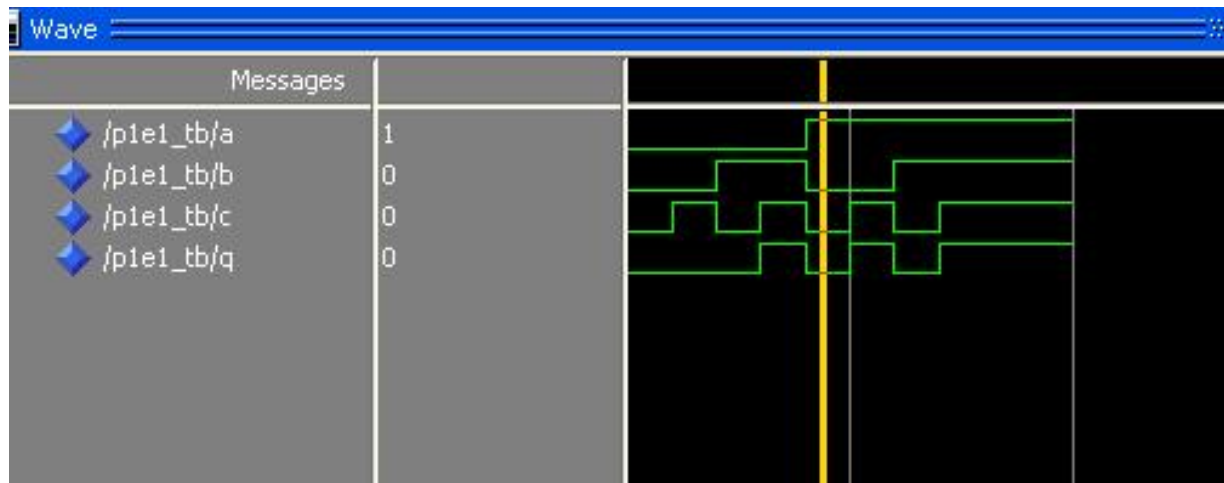 Wave
Messages
/p1e1_tb/a 1
/p1e1_tb/b 0
/p1e1_tb/c 0
/p1e1_tb/q 0